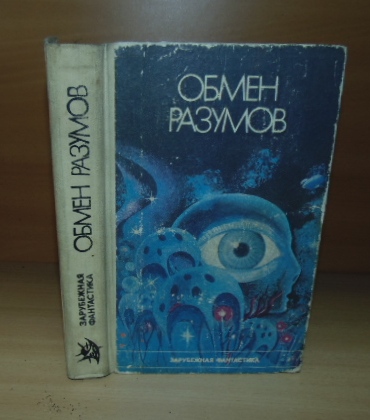 ОБМЕН РАЗУМОВ
ЗАРУБЕЖНАЯ
ФАНТАСТИКА
ОБМЕН
РАЗУМОВ
ЗАРУБЕЖНАЯ ФАНТАСТИКА